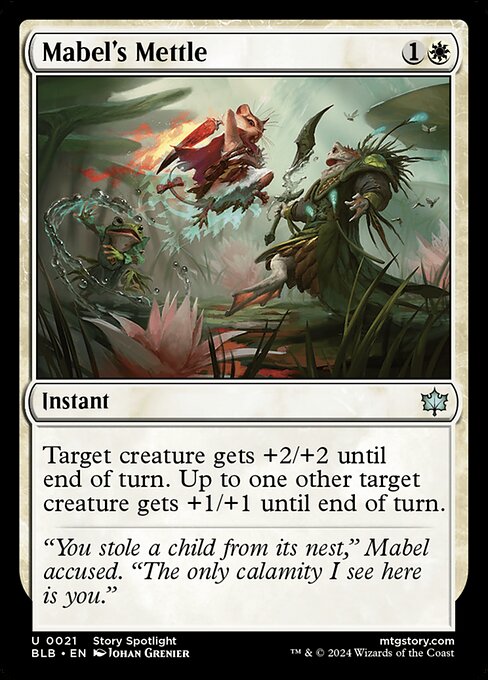 Mabel's Mettle 1
Instant
Target creature gets +2/+2 until
end of turn. Up to one other target
creature gets +1/+1 until end of turn.
“You stole a child from its nest,” Mabel
accused. “The only calamity I see here
is you.”
U 0021 Story Spotlight mtgstory.com
BLB • EN Johan Grenier ™ & © 2024 Wizards of the Coast